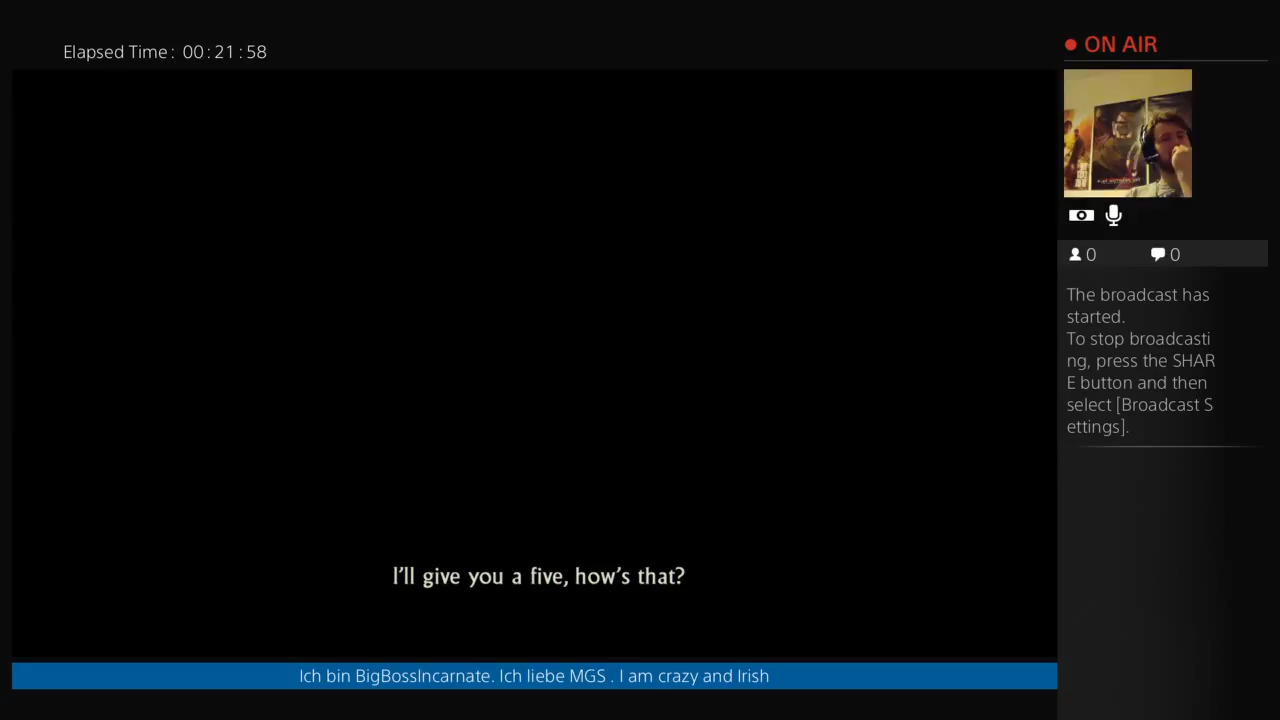 Elapsed Time: 00:21:58
ON AIR
0 0
The broadcast has
started.
To stop broadcasti
ng, press the SHAR
E button and then
select [Broadcast S
ettings].
I'll give you a five, how's that?
Ich bin BigBossIncarnate. Ich liebe MGS . I am crazy and Irish